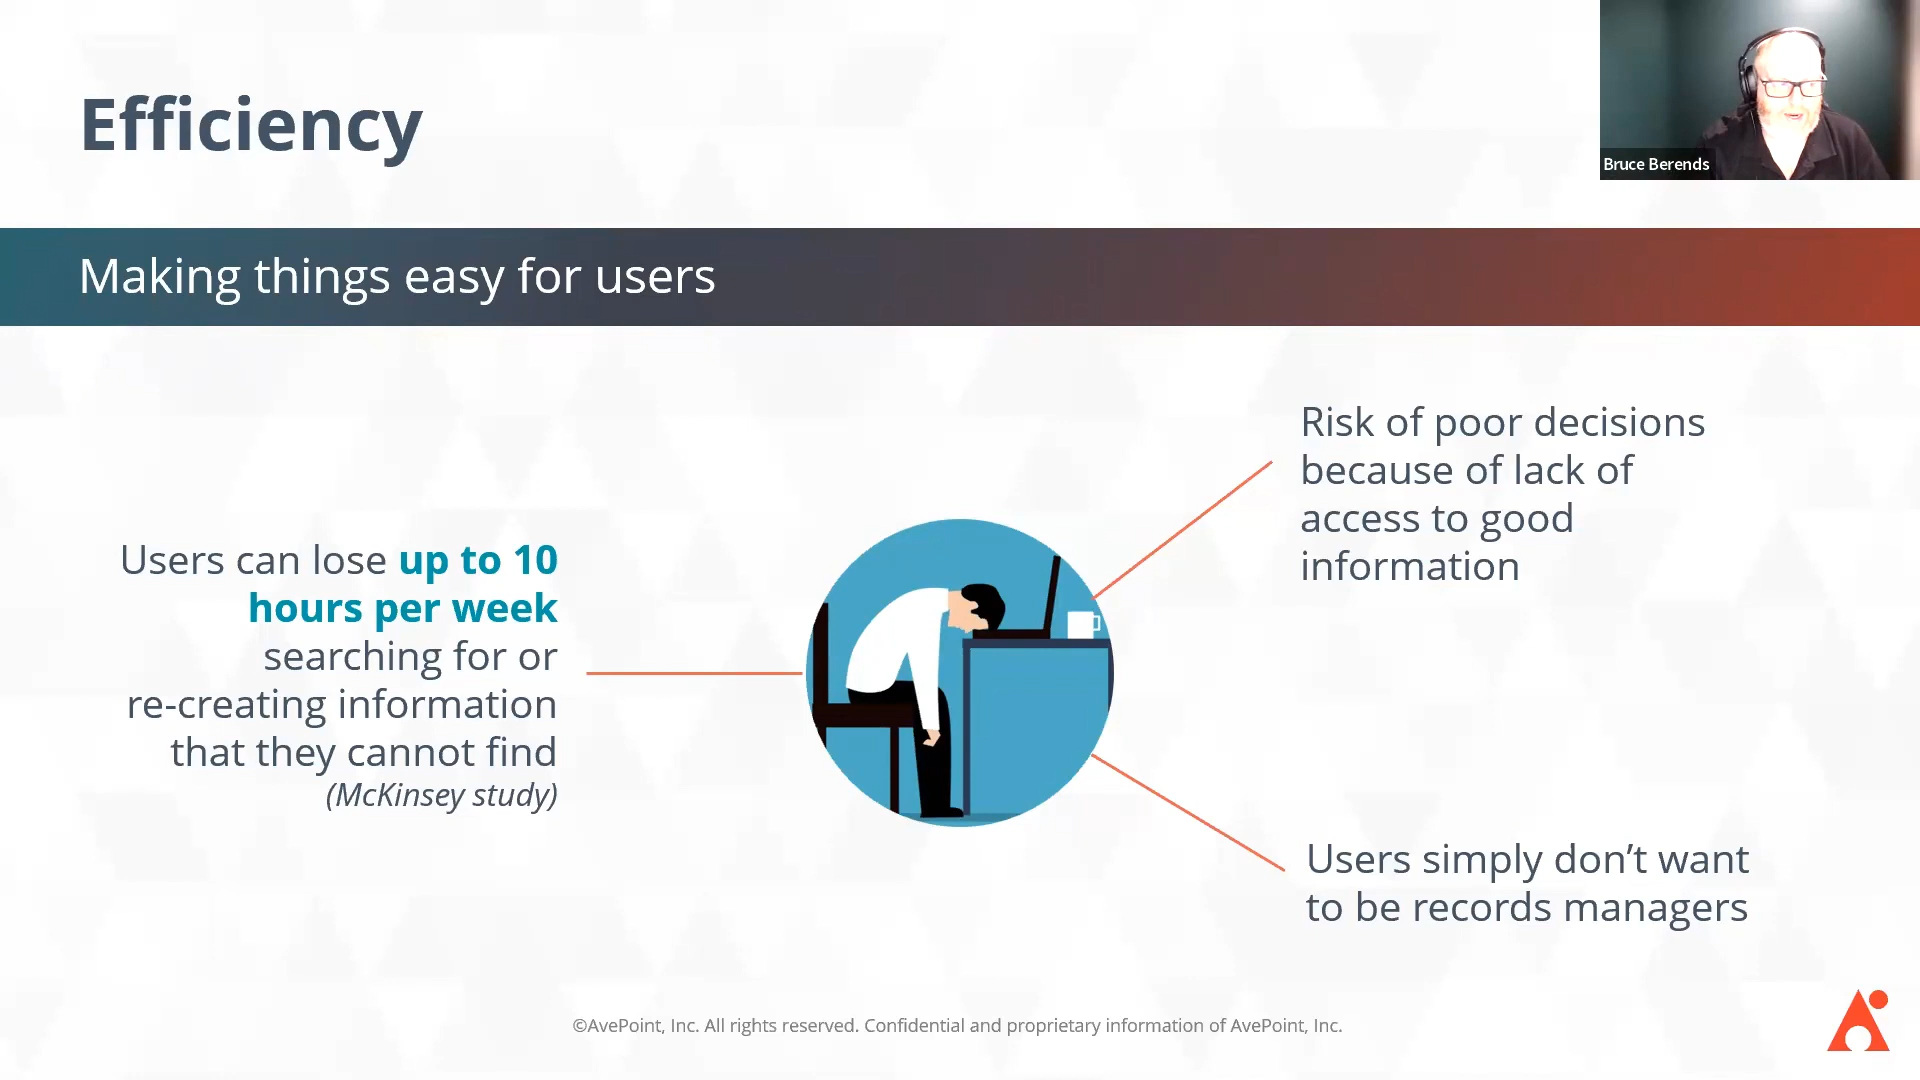 Efficiency
Bruce Berends
Making things easy for users
Users can lose up to 10
hours per week
searching for or
re-creating information
that they cannot find
(McKinsey study)
Risk of poor decisions
because of lack of
access to good
information
Users simply don’t want
to be records managers
©AvePoint, Inc. All rights reserved. Confidential and proprietary information of AvePoint, Inc.